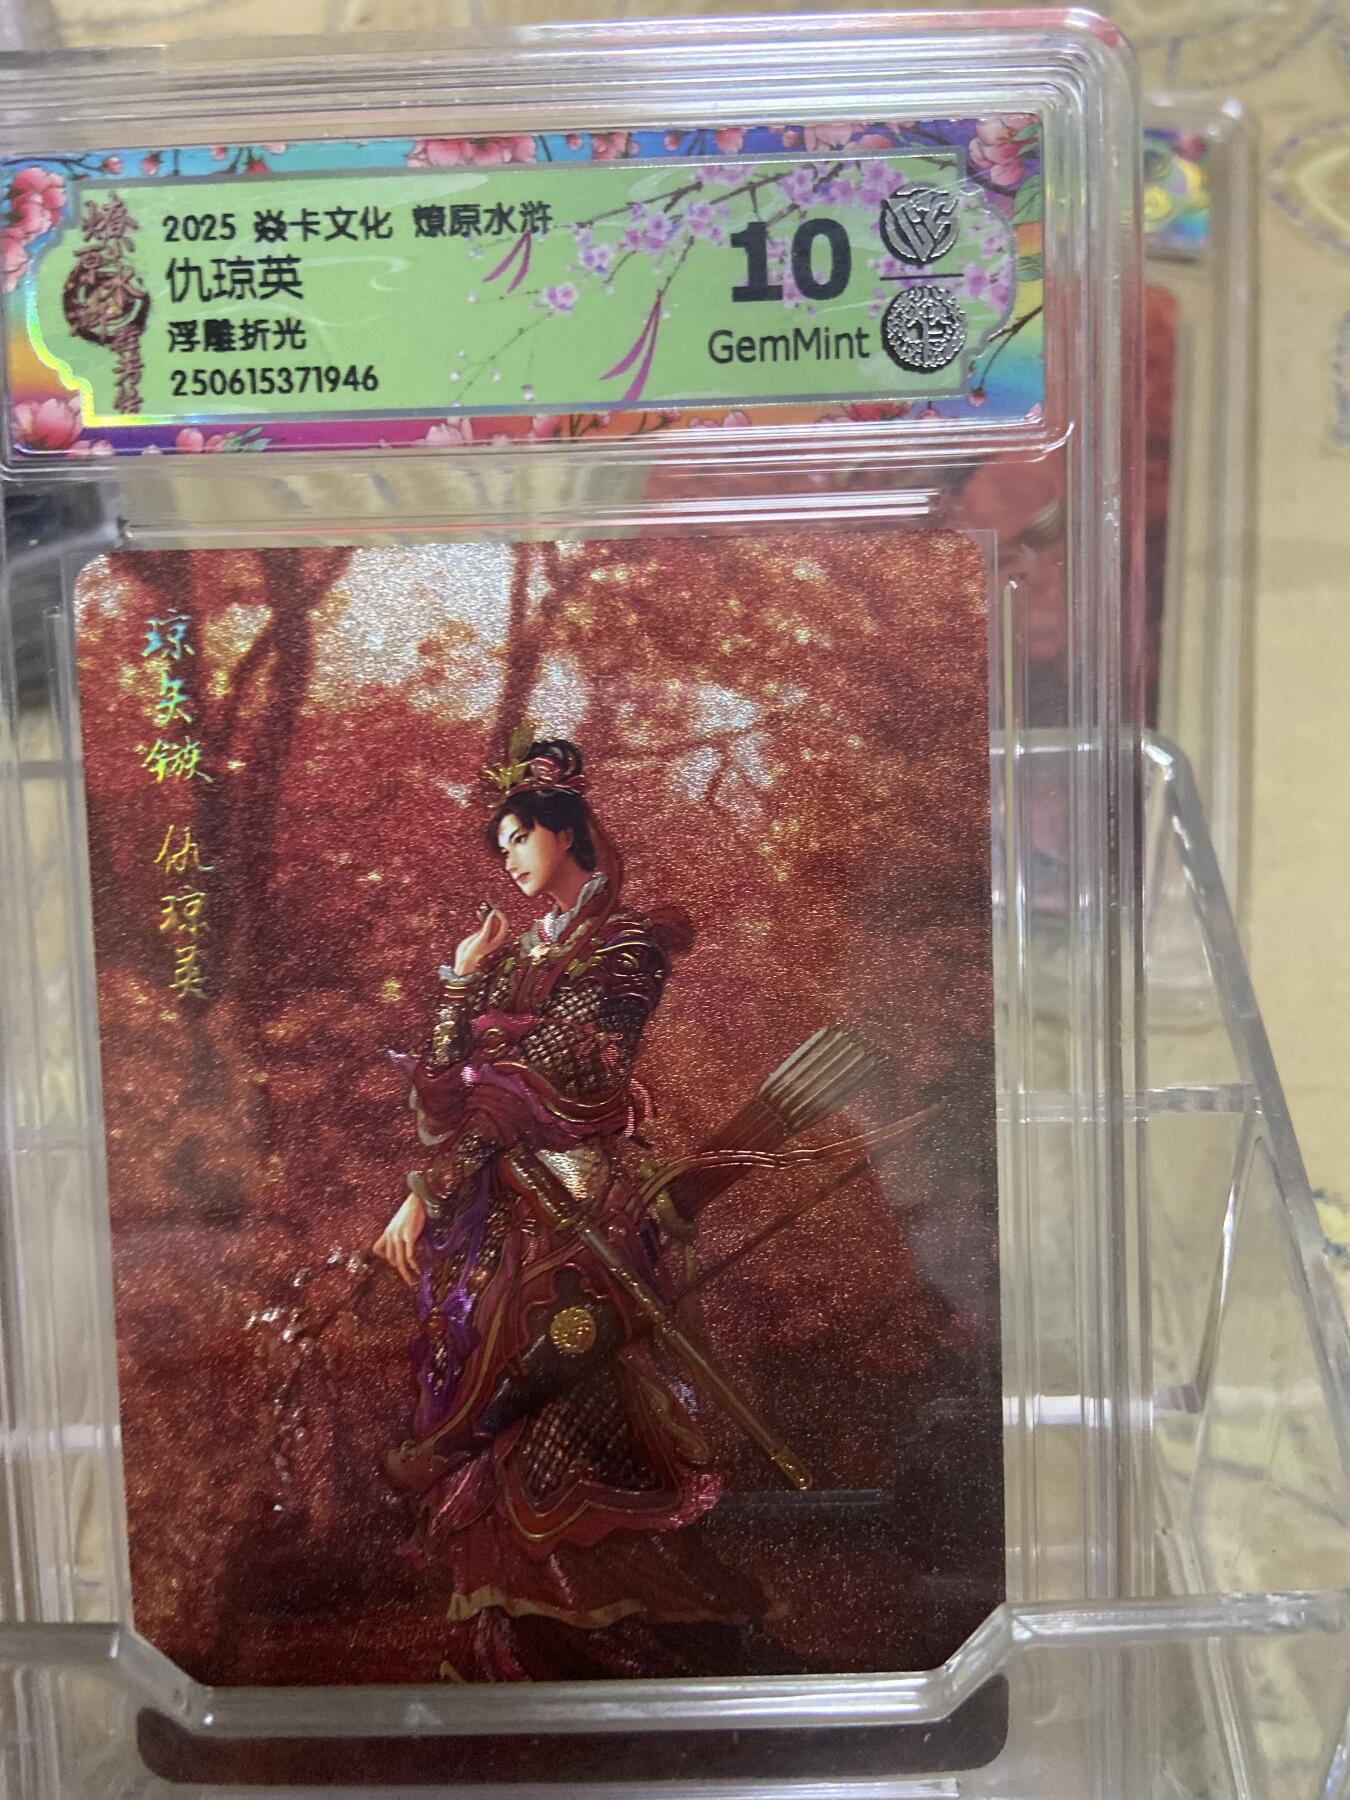 2025 焱卡文化 燎原水浒
仇琼英
浮雕折光
250615371946
10
GemMint
琼矢镞 仇琼英